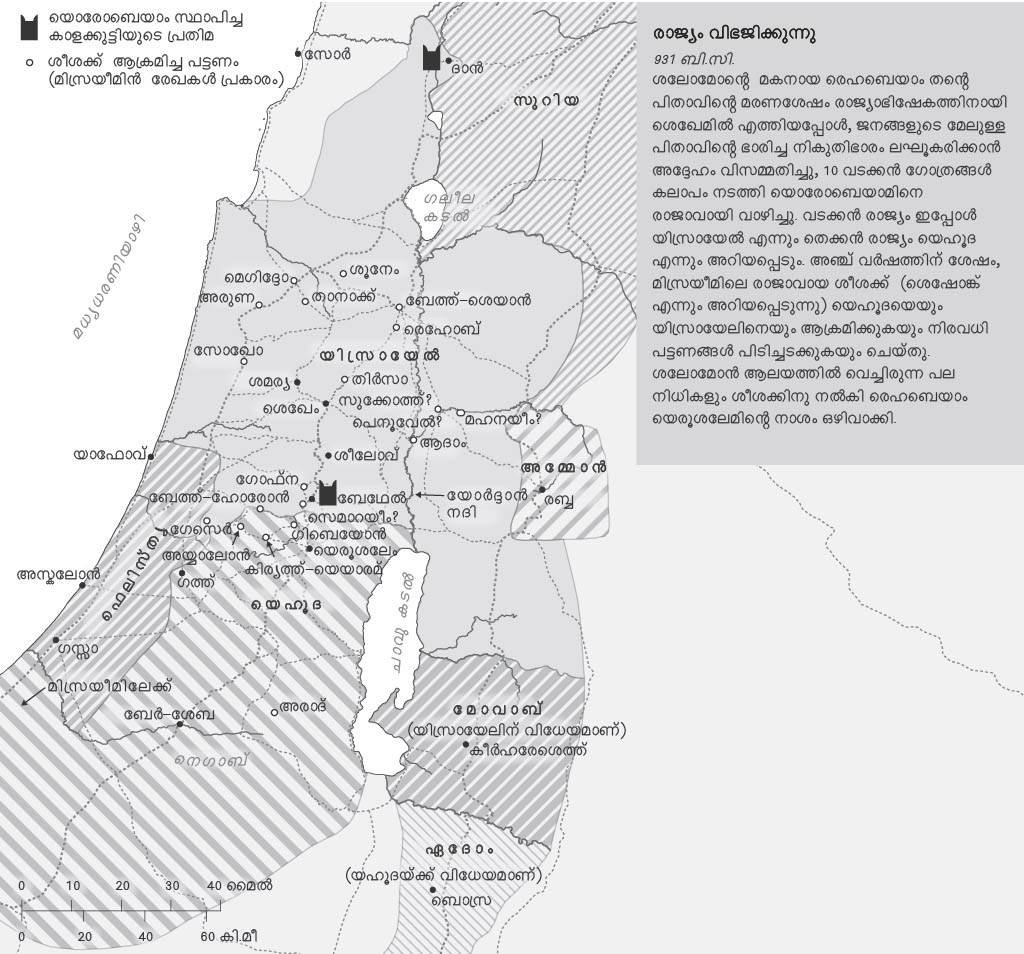 യൊരോബെയാം സ്ഥാപിച്ച
കാളക്കുട്ടിയുടെ പ്രതിമ
ശീശക്ക് ആക്രമിച്ച പട്ടണം
(മിസ്രയീമിൻ രേഖകൾ പ്രകാരം)
രാജ്യം വിഭജിക്കുന്നു
931 ബി.സി.
ശലോമോന്റെ മകനായ രെഹബെയാം തന്റെ
പിതാവിന്റെ മരണശേഷം രാജ്യാഭിഷേകത്തിനായി
ശെഖേമിൽ എത്തിയപ്പോൾ, ജനങ്ങളുടെ മേലുള്ള
പിതാവിന്റെ ഭാരിച്ച നികുതിഭാരം ലഘൂകരിക്കാൻ
അദ്ദേഹം വിസമ്മതിച്ചു, 10 വടക്കൻ ഗോത്രങ്ങൾ
കലാപം നടത്തി യൊരോബെയാമിനെ
രാജാവായി വാഴിച്ചു. വടക്കൻ രാജ്യം ഇപ്പോൾ
യിസ്രായേൽ എന്നും തെക്കൻ രാജ്യം യെഹൂദ
എന്നും അറിയപ്പെടും. അഞ്ച് വർഷത്തിന് ശേഷം,
മിസ്രയീമിലെ രാജാവായ ശീശക്ക് (ശെഷോങ്ക്
എന്നും അറിയപ്പെടുന്നു) യെഹൂദയെയും
യിസ്രായേലിനെയും ആക്രമിക്കുകയും നിരവധി
പട്ടണങ്ങൾ പിടിച്ചടക്കുകയും ചെയ്തു.
ശലോമോൻ ആലയത്തിൽ വെച്ചിരുന്ന പല
നിധികളും ശീശക്കിനു നൽകി രെഹബെയാം
യെരൂശലേമിന്റെ നാശം ഒഴിവാക്കി.
സോർ
ദാൻ
സൂറിയ
ഗലീല
കടൽ
മധ്യധരണിയാഴി
മെഗിദ്ദോ
ശൂനേം
അരുണ
താനാക്ക്
ബേത്ത്-ശെയാൻ
രെഹോബ്
സോഖോ
യിസ്രായേൽ
ശമര്യ
തിർസാ
ശെഖേം
സുക്കോത്ത്?
പെനൂവേൽ?
മഹനയീം?
ആദാം
യാഫോവ്
ശീലോവ്
അമ്മോൻ
ഗോഫ്ന
ബേത്ത്-ഹോരോൻ
ബേഥേൽ
യോർദ്ദാൻ
നദി
രബ്ബ
സെമാറയീം?
ഗേസെർ
ഗിബെയോൻ
അയ്യാലോൻ
യെരൂശലേം
കിര്യത്ത്-യെയാരമ്
ഫെലിസ്ത്യ
അസ്കലോൻ
ഗത്ത്
യെഹൂദ
ചാവുകടൽ
ഗസ്സാ
മിസ്രയീമിലേക്ക്
ബേർ-ശേബ
അരാദ്
നെഗാബ്
മോവാബ്
(യിസ്രായേലിന് വിധേയമാണ്)
കീർഹരേശെത്ത്
ഏദോം
(യഹൂദയ്ക്ക് വിധേയമാണ്)
ബൊസ്ര
0 10 20 30 40 മൈൽ
0 20 40 60 കി.മീ